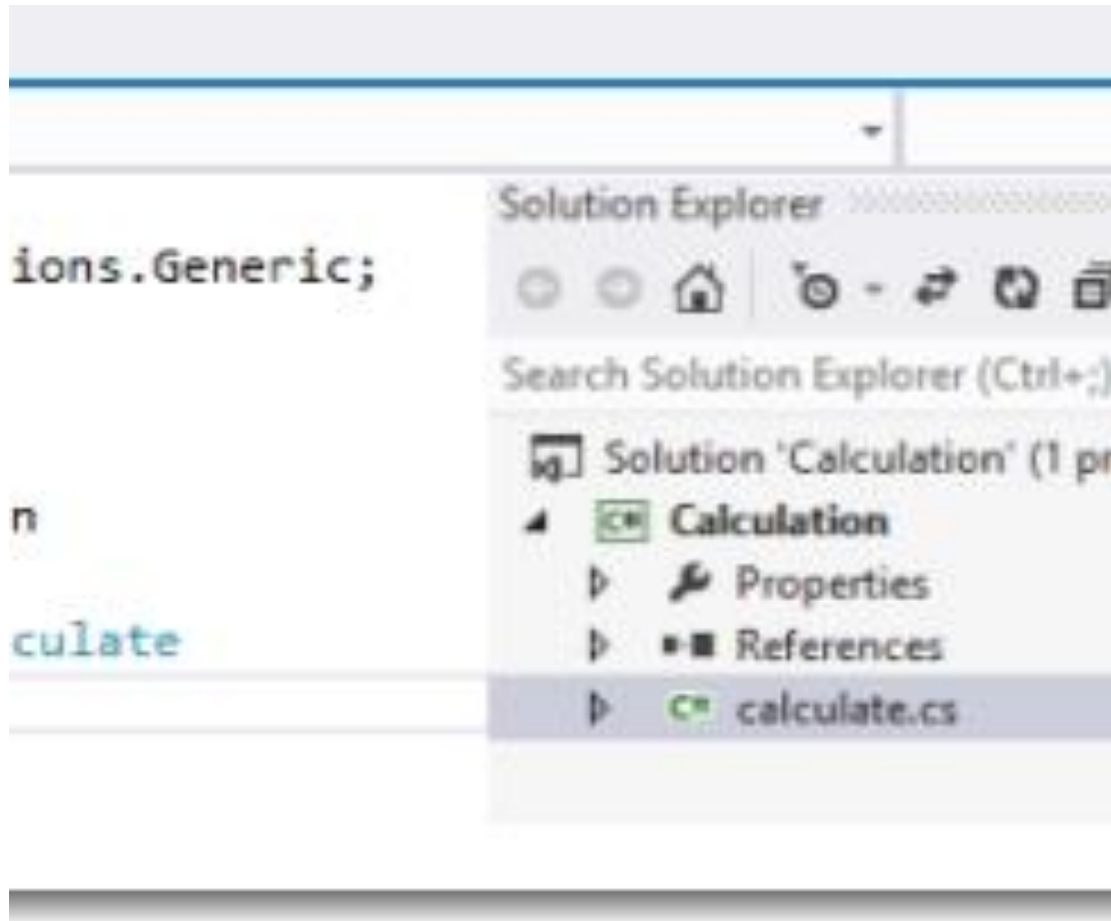 Solution Explorer
ions.Generic;
Search Solution Explorer (Ctrl+;)
Solution 'Calculation' (1 pr
n
C# Calculation
Properties
culate
References
C# calculate.cs